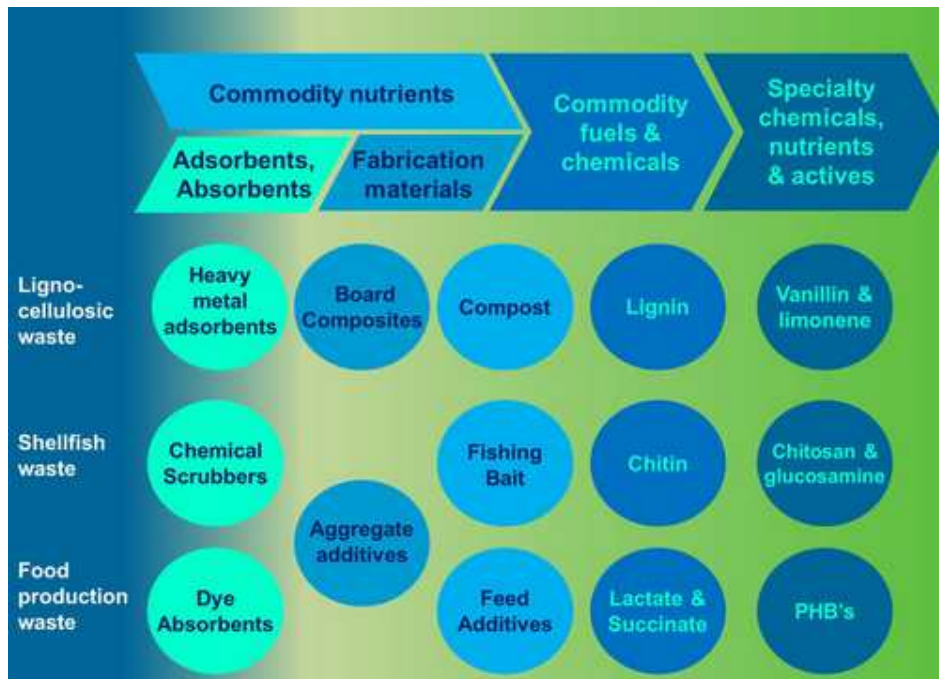 Commodity nutrients
Adsorbents,
Absorbents
Fabrication
materials
Commodity
fuels &
chemicals
Specialty
chemicals,
nutrients
& actives
Ligno-
cellulosic
waste
Heavy
metal
adsorbents
Board
Composites
Compost
Lignin
Vanillin &
limonene
Shellfish
waste
Chemical
Scrubbers
Fishing
Bait
Chitin
Chitosan &
glucosamine
Aggregate
additives
Food
production
waste
Dye
Absorbents
Feed
Additives
Lactate &
Succinate
PHB's